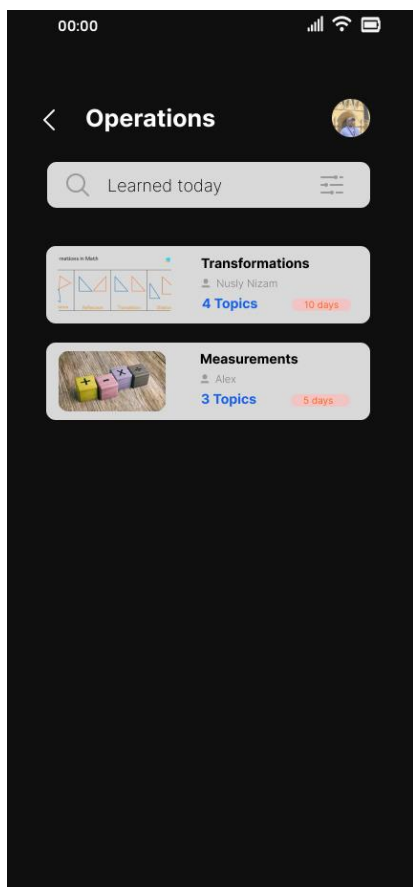 00:00
Operations
Learned today
Transformations
Nusly Nizam
4 Topics
10 days
Measurements
Alex
3 Topics
5 days